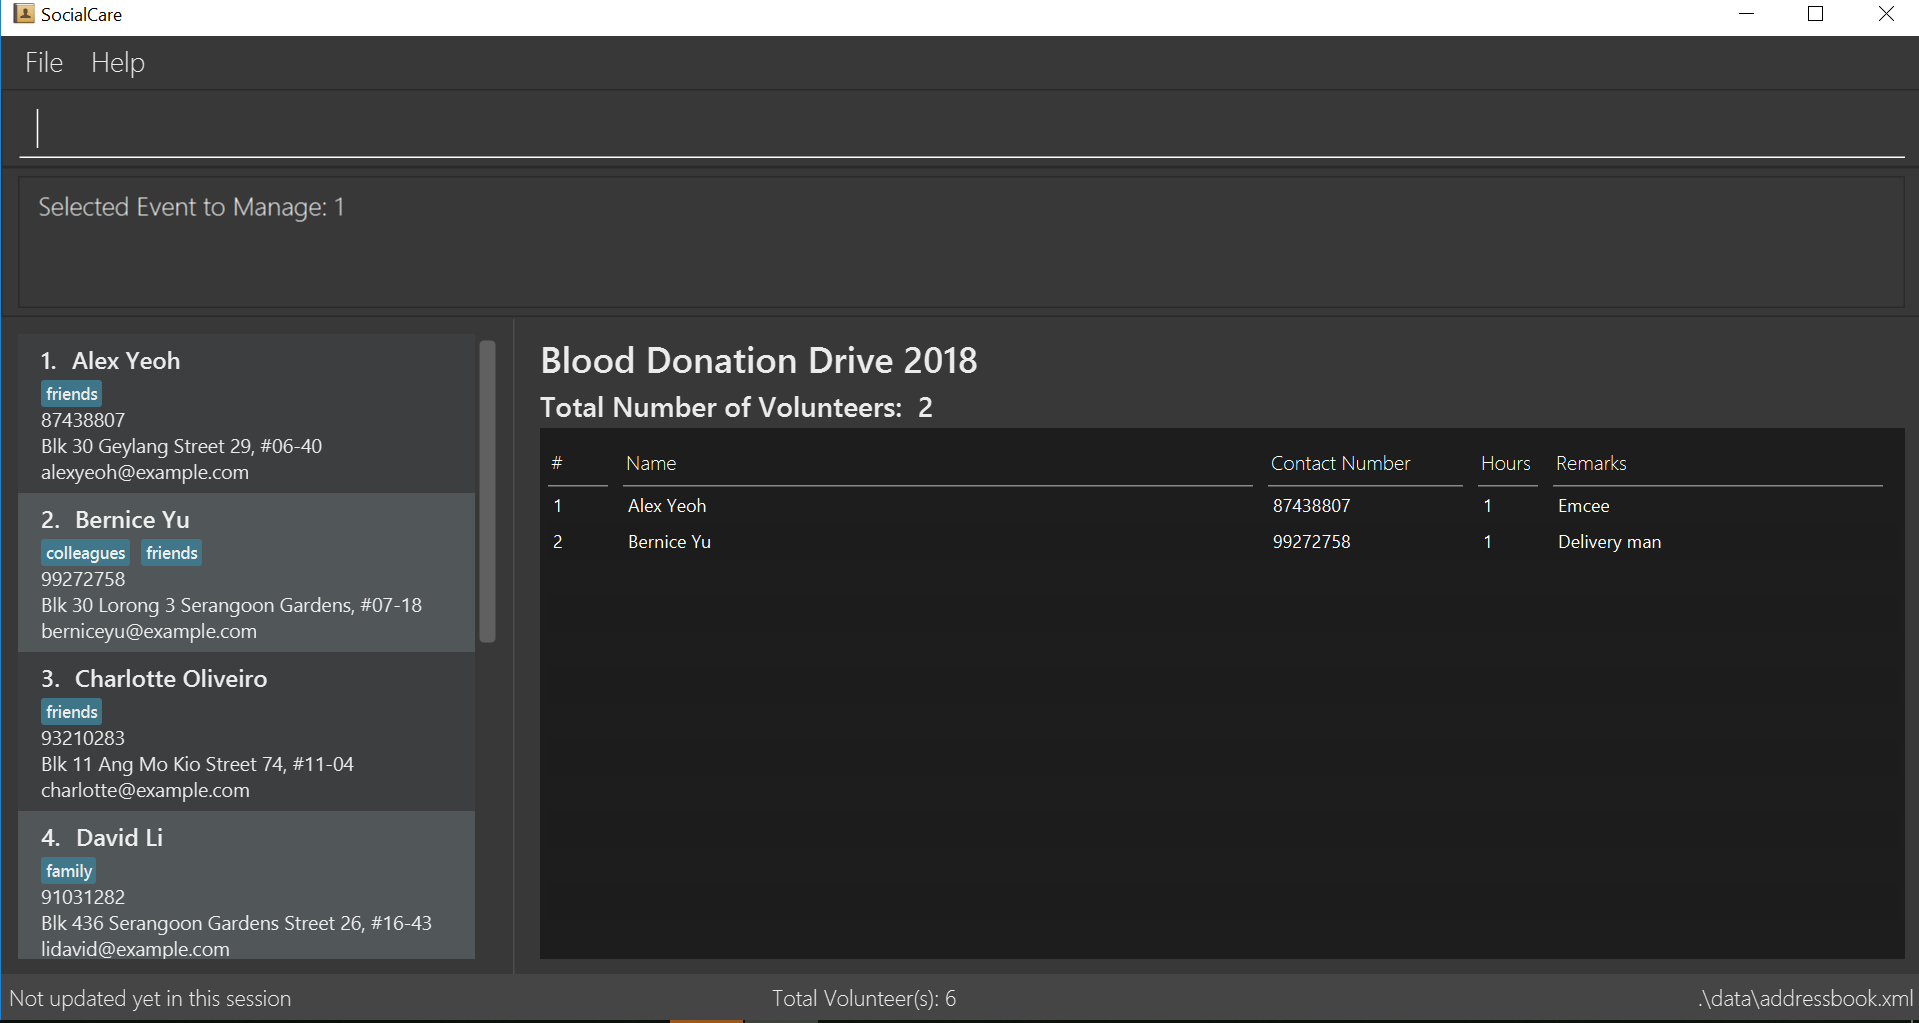 SocialCare
File Help
Selected Event to Manage: 1
1. Alex Yeoh
friends
87438807
Blk 30 Geylang Street 29, #06-40
alexyeoh@example.com
2. Bernice Yu
colleagues friends
99272758
Blk 30 Lorong 3 Serangoon Gardens, #07-18
berniceyu@example.com
3. Charlotte Oliveiro
friends
93210283
Blk 11 Ang Mo Kio Street 74, #11-04
charlotte@example.com
4. David Li
family
91031282
Blk 436 Serangoon Gardens Street 26, #16-43
lidavid@example.com
Blood Donation Drive 2018
Total Number of Volunteers: 2
# Name Contact Number Hours Remarks
1 Alex Yeoh 87438807 1 Emcee
2 Bernice Yu 99272758 1 Delivery man
Not updated yet in this session Total Volunteer(s): 6 .\data\addressbook.xml